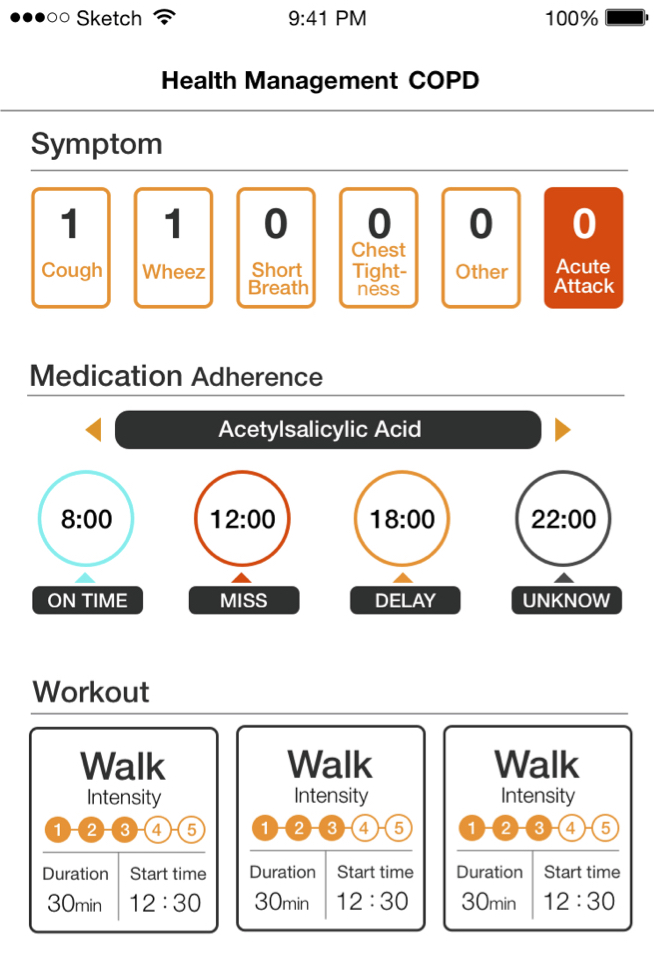 Sketch 9:41 PM 100%
Health Management COPD
Symptom
1 1 0 0 0 0
Cough Wheez Short Breath Chest Tight-ness Other Acute Attack
Medication Adherence
Acetylsalicylic Acid
8:00 12:00 18:00 22:00
ON TIME MISS DELAY UNKNOW
Workout
Walk Walk Walk
Intensity Intensity Intensity
1 2 3 4 5 1 2 3 4 5 1 2 3 4 5
Duration Start time Duration Start time Duration Start time
30min 12 : 30 30min 12 : 30 30min 12 : 30